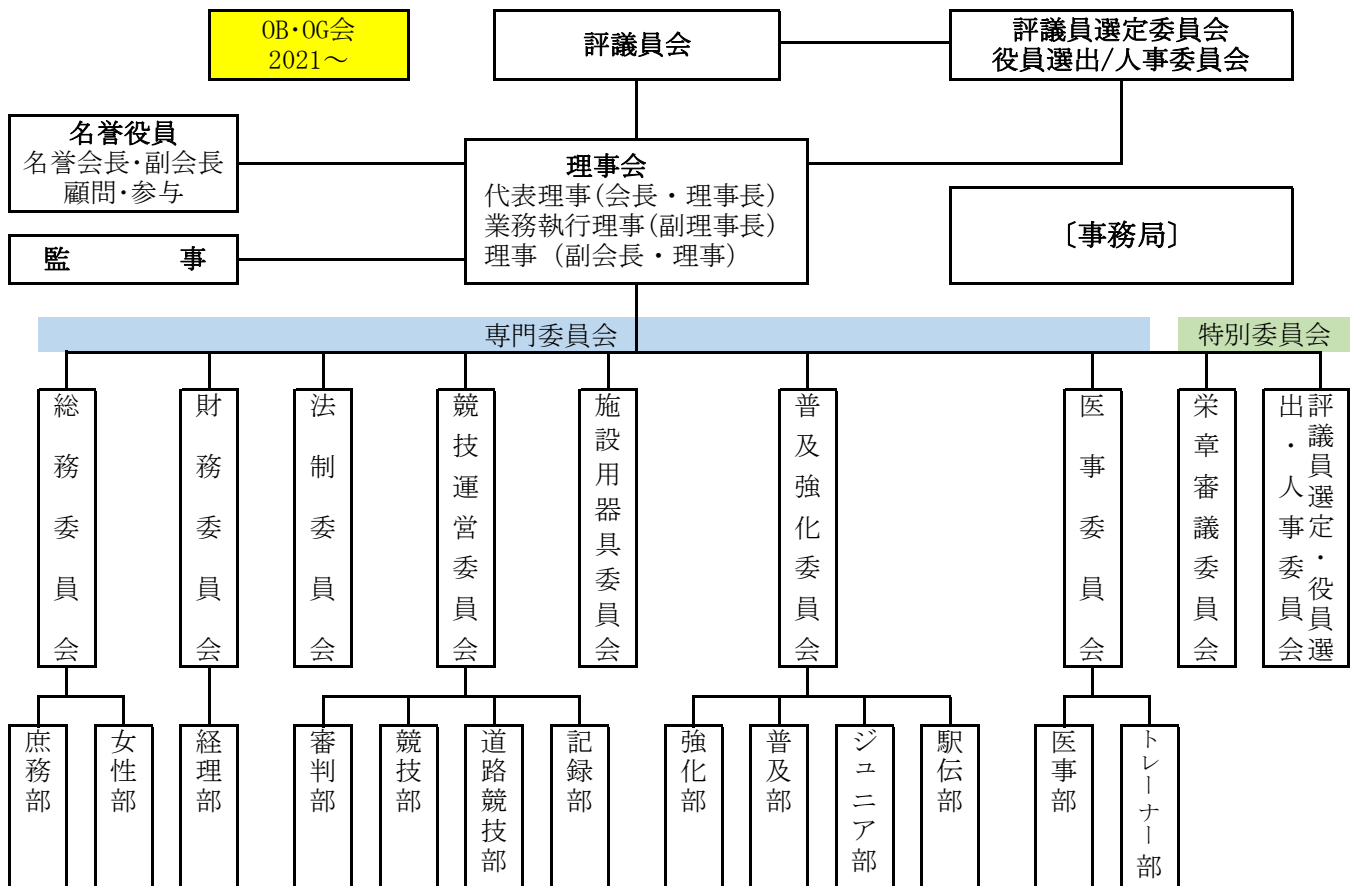 OB・OG会
2021～
評議員会
評議員選定委員会
役員選出/人事委員会
名誉役員
名誉会長・副会長
顧問・参与
理事会
代表理事(会長・理事長)
業務執行理事(副理事長)
理事 (副会長・理事)
〔事務局〕
監　　事
専門委員会
特別委員会
総務委員会
財務委員会
法制委員会
競技運営委員会
施設用器具委員会
普及強化委員会
医事委員会
栄章審議委員会
評議員選定・役員選
出・人事委員会
庶務部
女性部
経理部
審判部
競技部
道路競技部
記録部
強化部
普及部
ジュニア部
駅伝部
医事部
トレーナー部